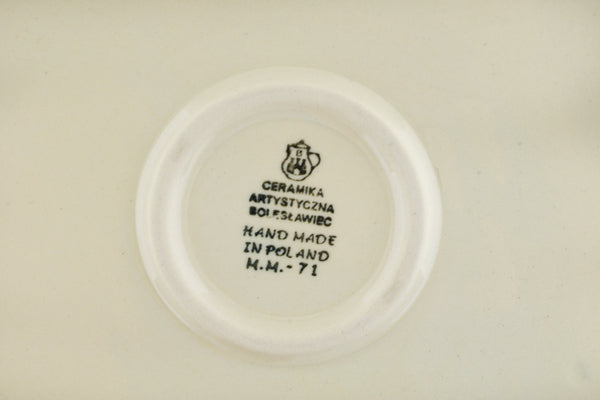 B
CERAMIKA
ARTYSTYCZNA
BOLESŁAWIEC
HAND MADE
IN POLAND
M.M.-71